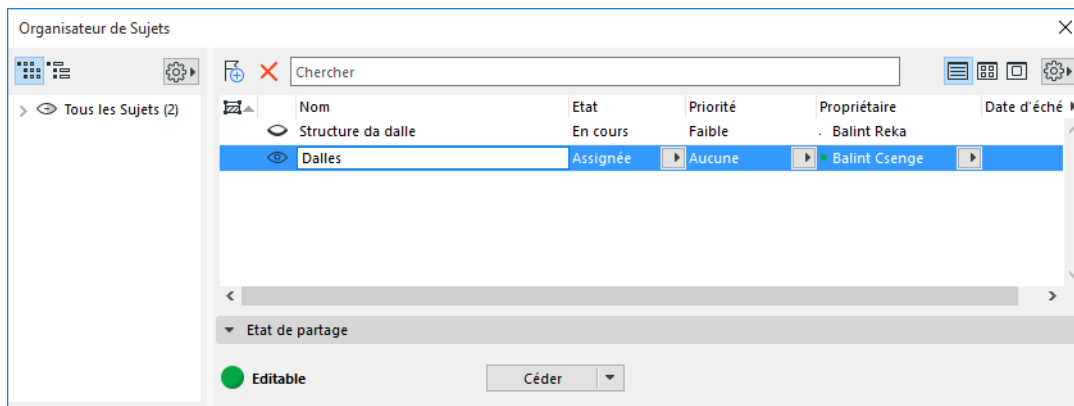 Organisateur de Sujets
Chercher
Tous les Sujets (2)
Nom Etat Priorité Propriétaire Date d'éché
Structure da dalle En cours Faible Balint Reka
Dalles Assignée Aucune Balint Csenge
Etat de partage
Editable Céder